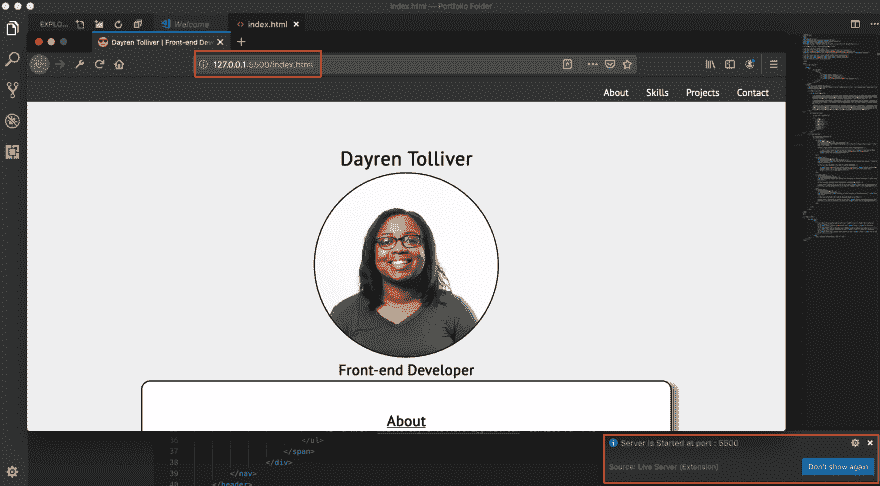 index.html — Portfolio Folder
EXPLO...
Welcome
index.html
Dayren Tolliver | Front-end Dev
127.0.0.1:5500/index.html
About Skills Projects Contact
Dayren Tolliver
Front-end Developer
About
36 </ul>
37 </span>
38 </div>
39 </nav>
40 </header>
Server is Started at port : 5500
Source: Live Server (Extension)
Don't show again